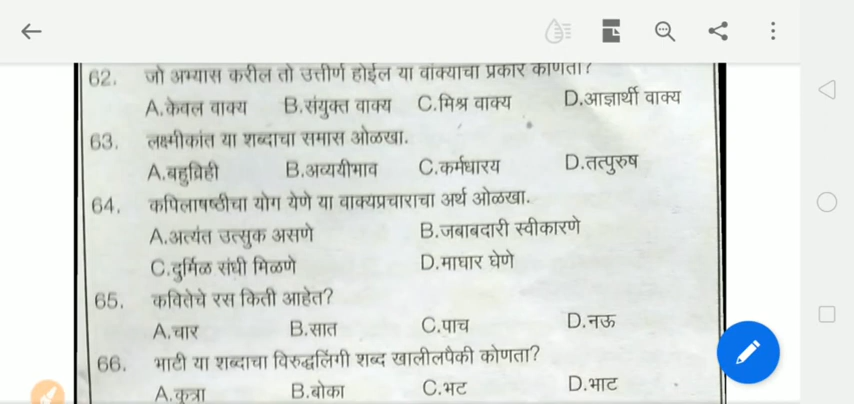 62. जो अभ्यास करील तो उत्तीर्ण होईल या वाक्याचा प्रकार कोणता?
A.केवल वाक्य B.संयुक्त वाक्य C.मिश्र वाक्य D.आज्ञार्थी वाक्य
63. लक्ष्मीकांत या शब्दाचा समास ओळखा.
A.बहुव्रिही B.अव्ययीभाव C.कर्मधारय D.तत्पुरुष
64. कपिलाषष्ठीचा योग येणे या वाक्यप्रचाराचा अर्थ ओळखा.
A.अत्यंत उत्सुक असणे B.जबाबदारी स्वीकारणे
C.दुर्मिळ संधी मिळणे D.माघार घेणे
65. कवितेचे रस किती आहेत?
A.चार B.सात C.पाच D.नऊ
66. भाटी या शब्दाचा विरुद्धलिंगी शब्द खालीलपैकी कोणता?
A.कुत्रा B.बोका C.भट D.भाट